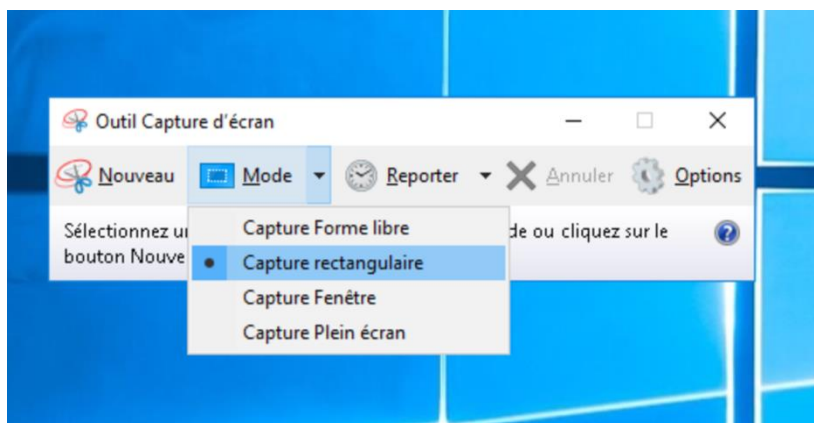 Outil Capture d'écran
Nouveau Mode Reporter Annuler Options
Sélectionnez u
de ou cliquez sur le
bouton Nouve
Capture Forme libre
Capture rectangulaire
Capture Fenêtre
Capture Plein écran